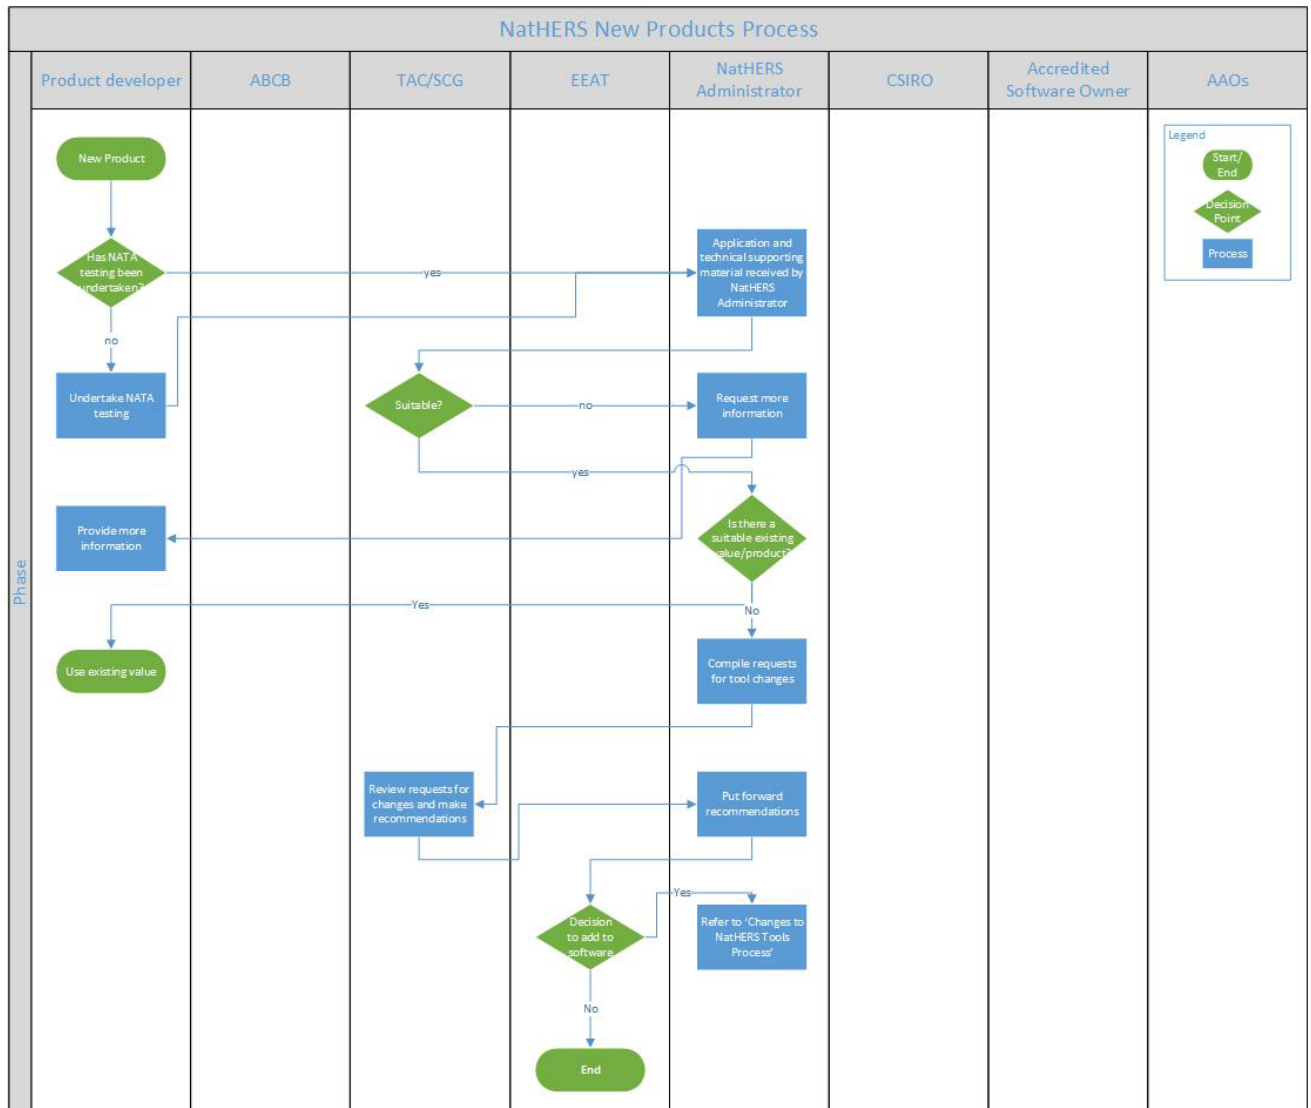 NatHERS New Products Process
Phase
Product developer
ABCB
TAC/SCG
EEAT
NatHERS
Administrator
CSIRO
Accredited
Software Owner
AAOs
Legend
Start/
End
Decision
Point
Process
New Product
Has NATA
testing been
undertaken?
yes
Application and
technical supporting
material received by
NatHERS
Administrator
no
Undertake NATA
testing
Suitable?
no
Request more
information
yes
Provide more
information
Is there a
suitable existing
value/product?
Yes
No
Use existing value
Compile requests
for tool changes
Review requests for
changes and make
recommendations
Put forward
recommendations
Decision
to add to
software
Yes
Refer to ‘Changes to
NatHERS Tools
Process’
No
End